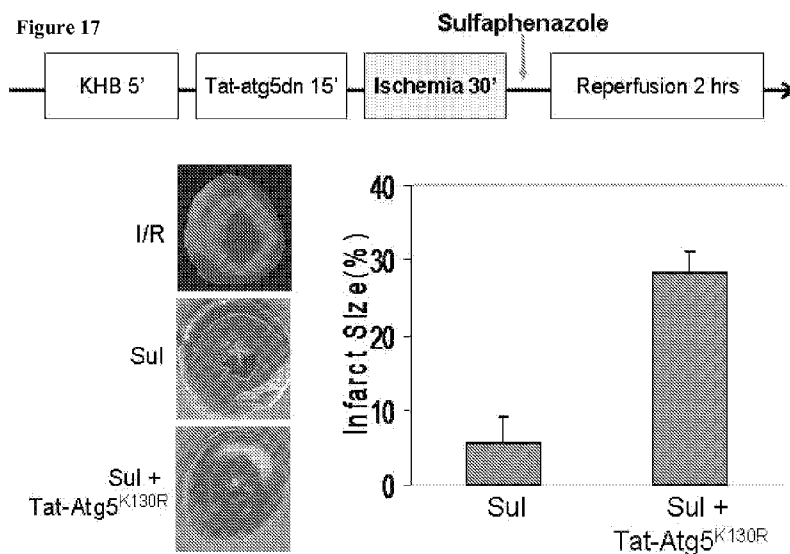 Figure 17
Sulfaphenazole
KHB 5'
Tat-atg5dn 15'
Ischemia 30'
Reperfusion 2 hrs
I/R
Sul
Sul +
Tat-Atg5K130R
Infarct Size(%)
40
30
20
10
0
Sul
Sul +
Tat-Atg5K130R